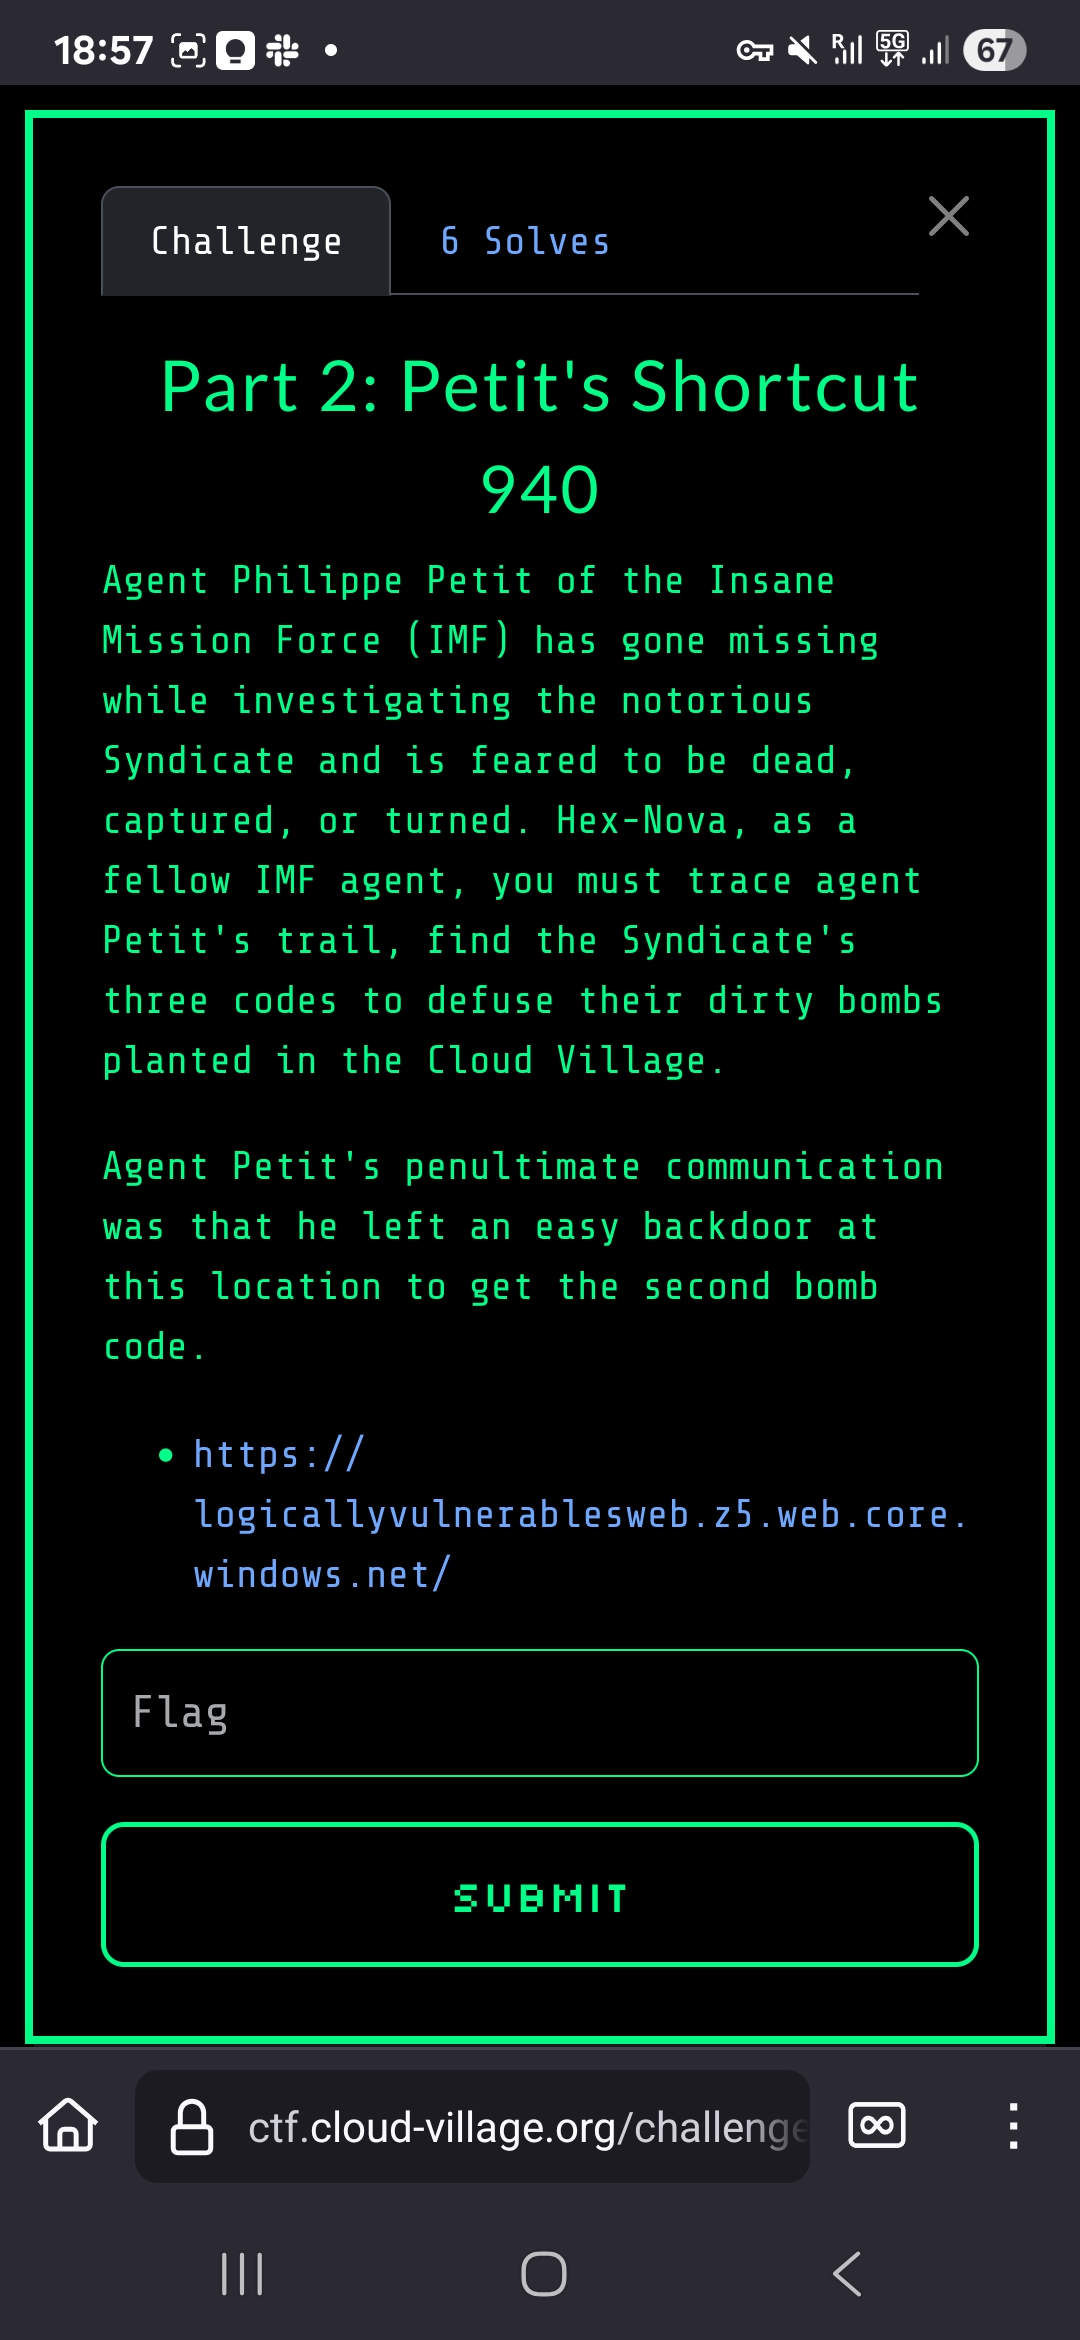 18:57
R 5G 67
Challenge
6 Solves
Part 2: Petit's Shortcut
940
Agent Philippe Petit of the Insane
Mission Force (IMF) has gone missing
while investigating the notorious
Syndicate and is feared to be dead,
captured, or turned. Hex-Nova, as a
fellow IMF agent, you must trace agent
Petit's trail, find the Syndicate's
three codes to defuse their dirty bombs
planted in the Cloud Village.
Agent Petit's penultimate communication
was that he left an easy backdoor at
this location to get the second bomb
code.
https://
logicallyvulnerablesweb.z5.web.core.
windows.net/
Flag
SUBMIT
ctf.cloud-village.org/challenge